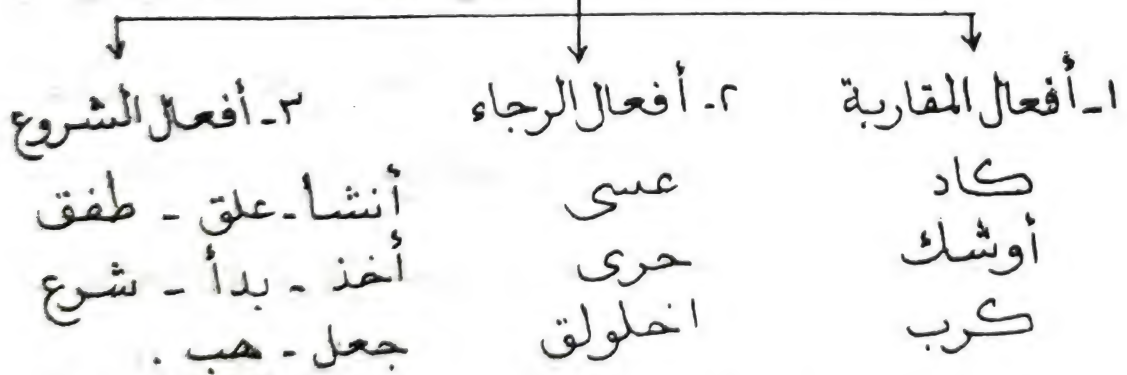 ١ـ أفعال المقاربة ٢ـ أفعال الرجاء ٣ـ أفعال الشروع
كاد عسى أنشأ ـ علق ـ طفق
أوشك حرى أخذ ـ بدأ ـ شرع
كرب اخلولق جعل ـ هب .